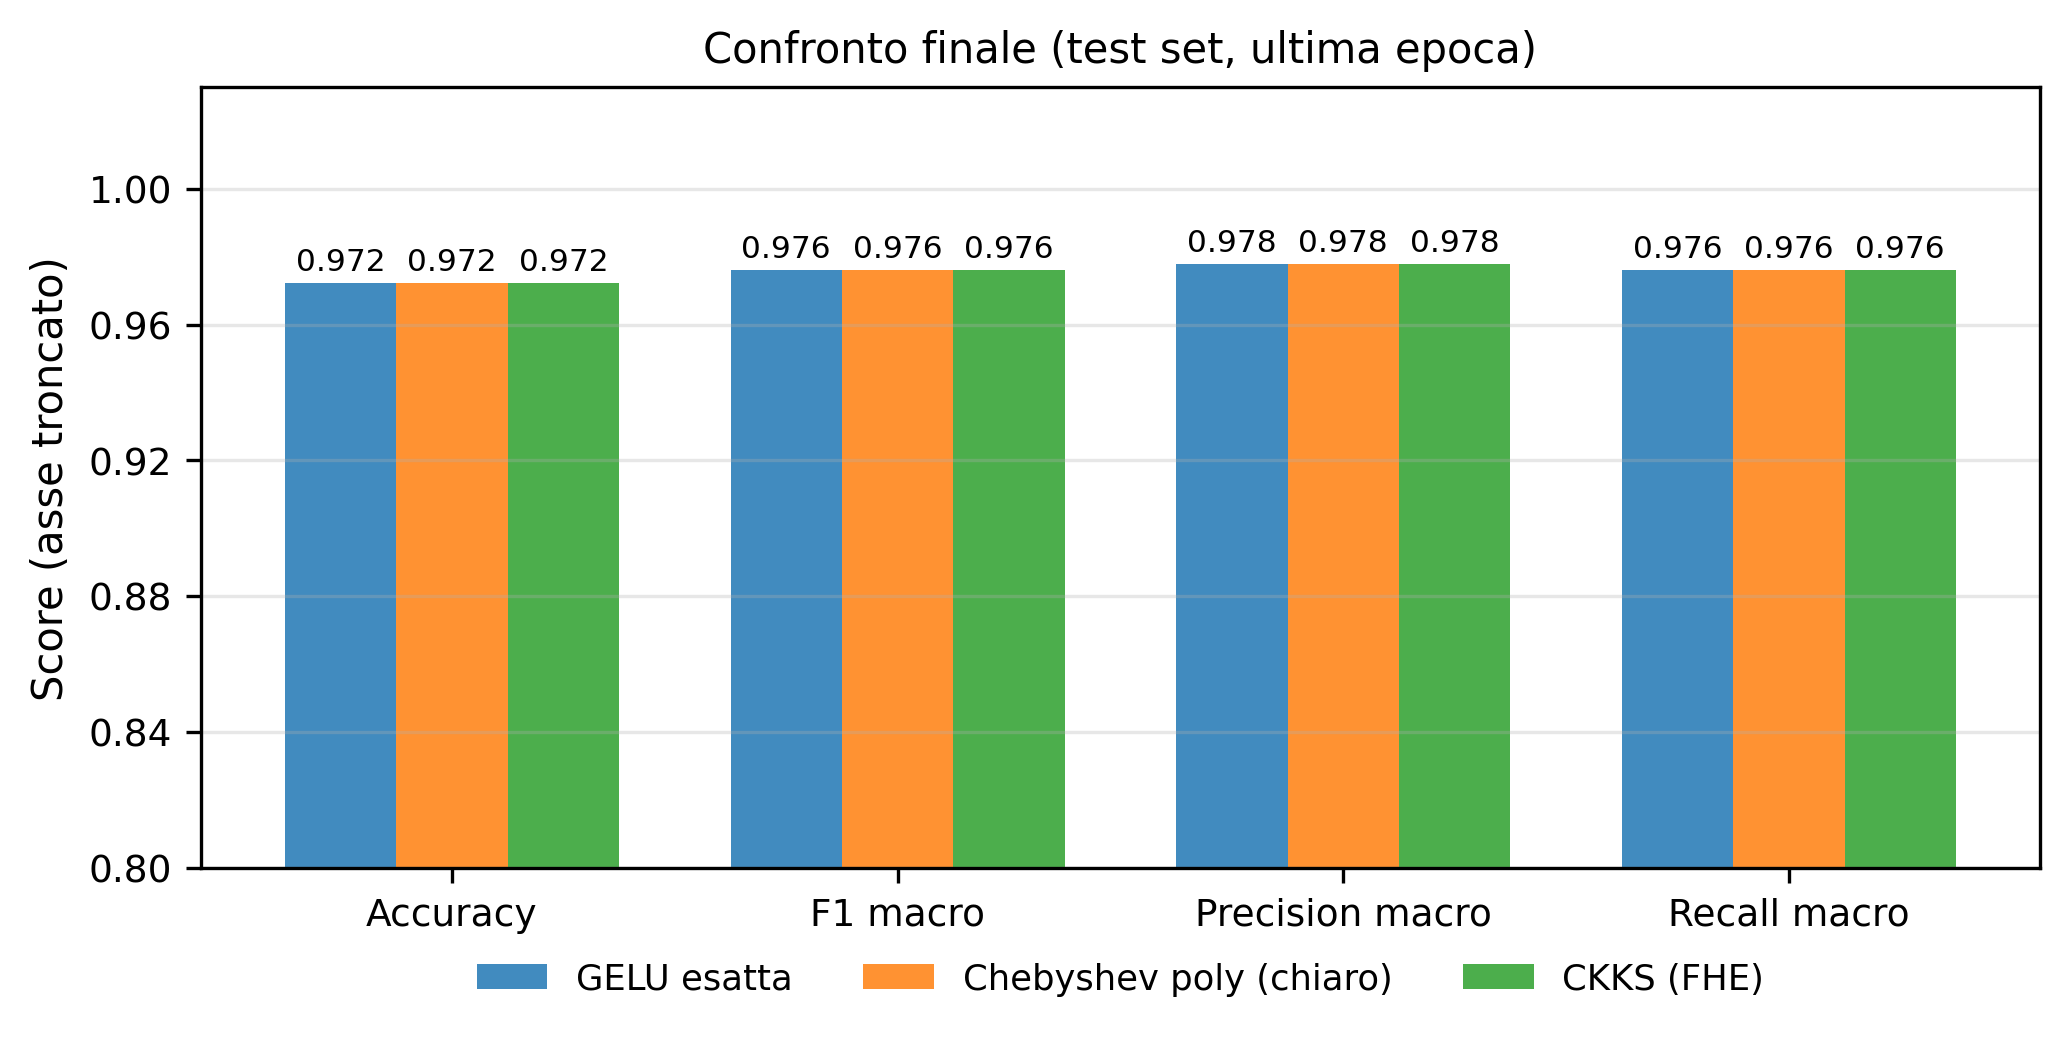 Confronto finale (test set, ultima epoca)
Score (asse troncato)
1.00
0.96
0.92
0.88
0.84
0.80
0.972 0.972 0.972
0.976 0.976 0.976
0.978 0.978 0.978
0.976 0.976 0.976
Accuracy F1 macro Precision macro Recall macro
GELU esatta Chebyshev poly (chiaro) CKKS (FHE)